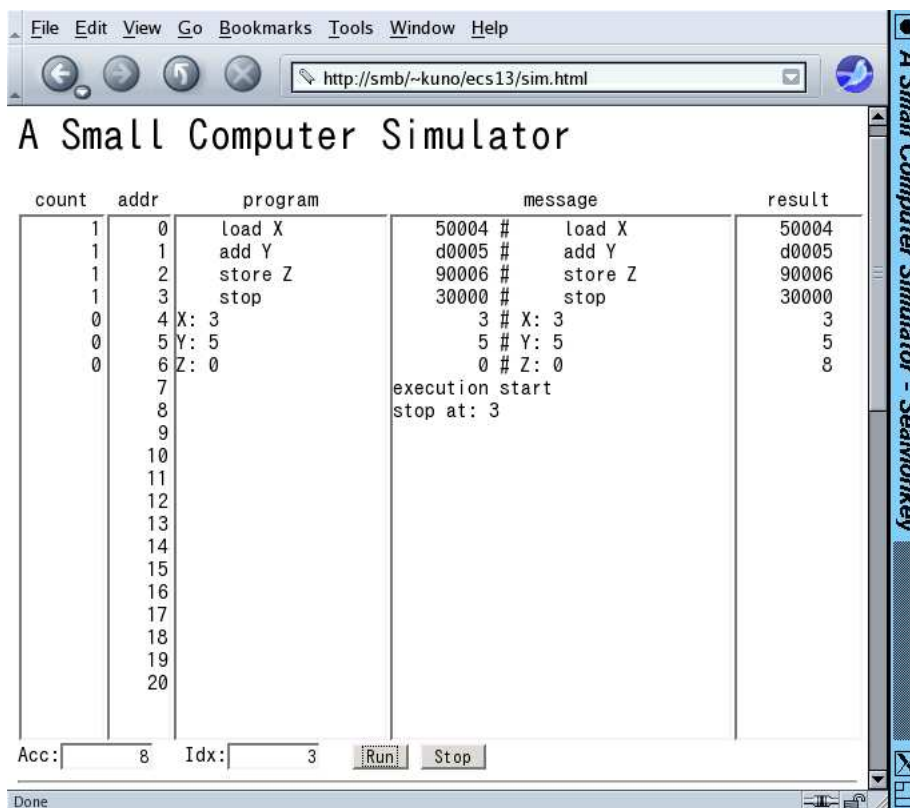 File Edit View Go Bookmarks Tools Window Help
http://smb/~kuno/ecs13/sim.html
A Small Computer Simulator
count addr program message result
1 0 load X 50004 # load X 50004
1 1 add Y d0005 # add Y d0005
1 2 store Z 90006 # store Z 90006
1 3 stop 30000 # stop 30000
0 4 X: 3 3 # X: 3 3
0 5 Y: 5 5 # Y: 5 5
0 6 Z: 0 0 # Z: 0 8
7 execution start
8 stop at: 3
9
10
11
12
13
14
15
16
17
18
19
20
Acc: 8 Idx: 3 Run Stop
Done
A Small Computer Simulator - SeaMonkey